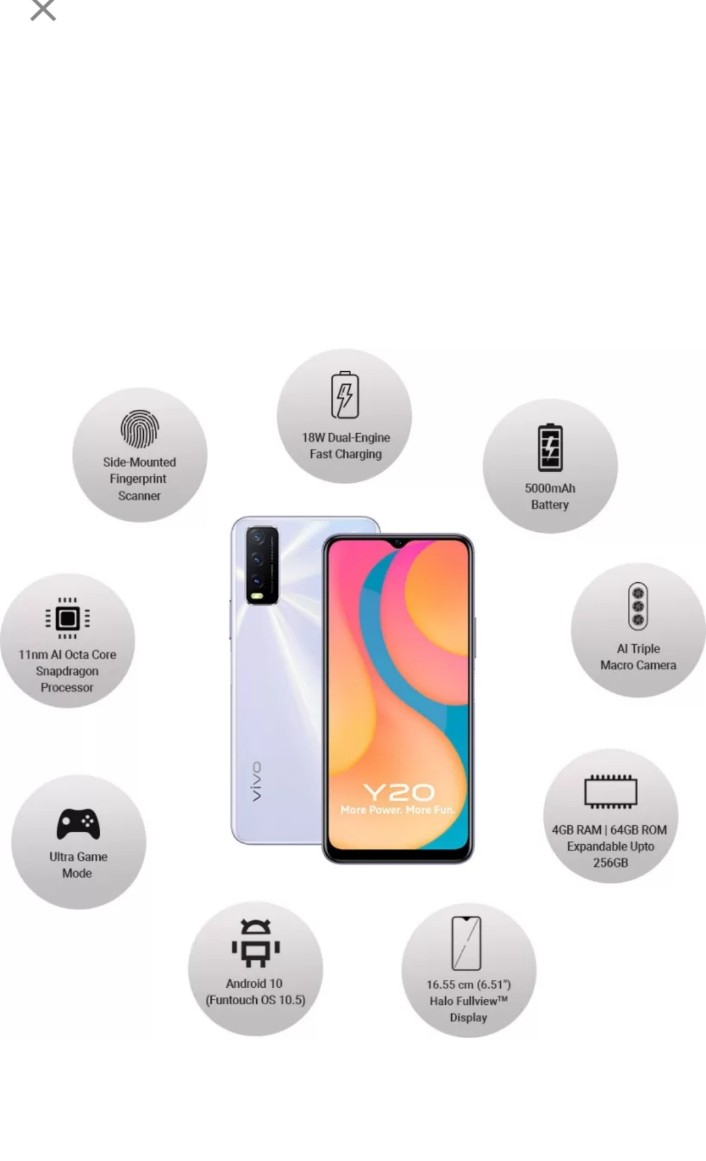 18W Dual-Engine
Fast Charging
Side-Mounted
Fingerprint
Scanner
5000mAh
Battery
11nm AI Octa Core
Snapdragon
Processor
AI Triple
Macro Camera
vivo
Y20
More Power. More Fun.
4GB RAM | 64GB ROM
Expandable Upto
256GB
Ultra Game
Mode
Android 10
(Funtouch OS 10.5)
16.55 cm (6.51")
Halo Fullview™
Display